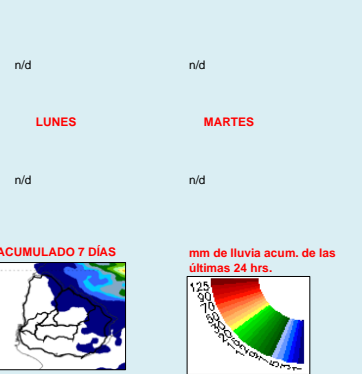 n/d n/d
LUNES MARTES
n/d n/d
ACUMULADO 7 DÍAS
mm de lluvia acum. de las
últimas 24 hrs.
125
90
70